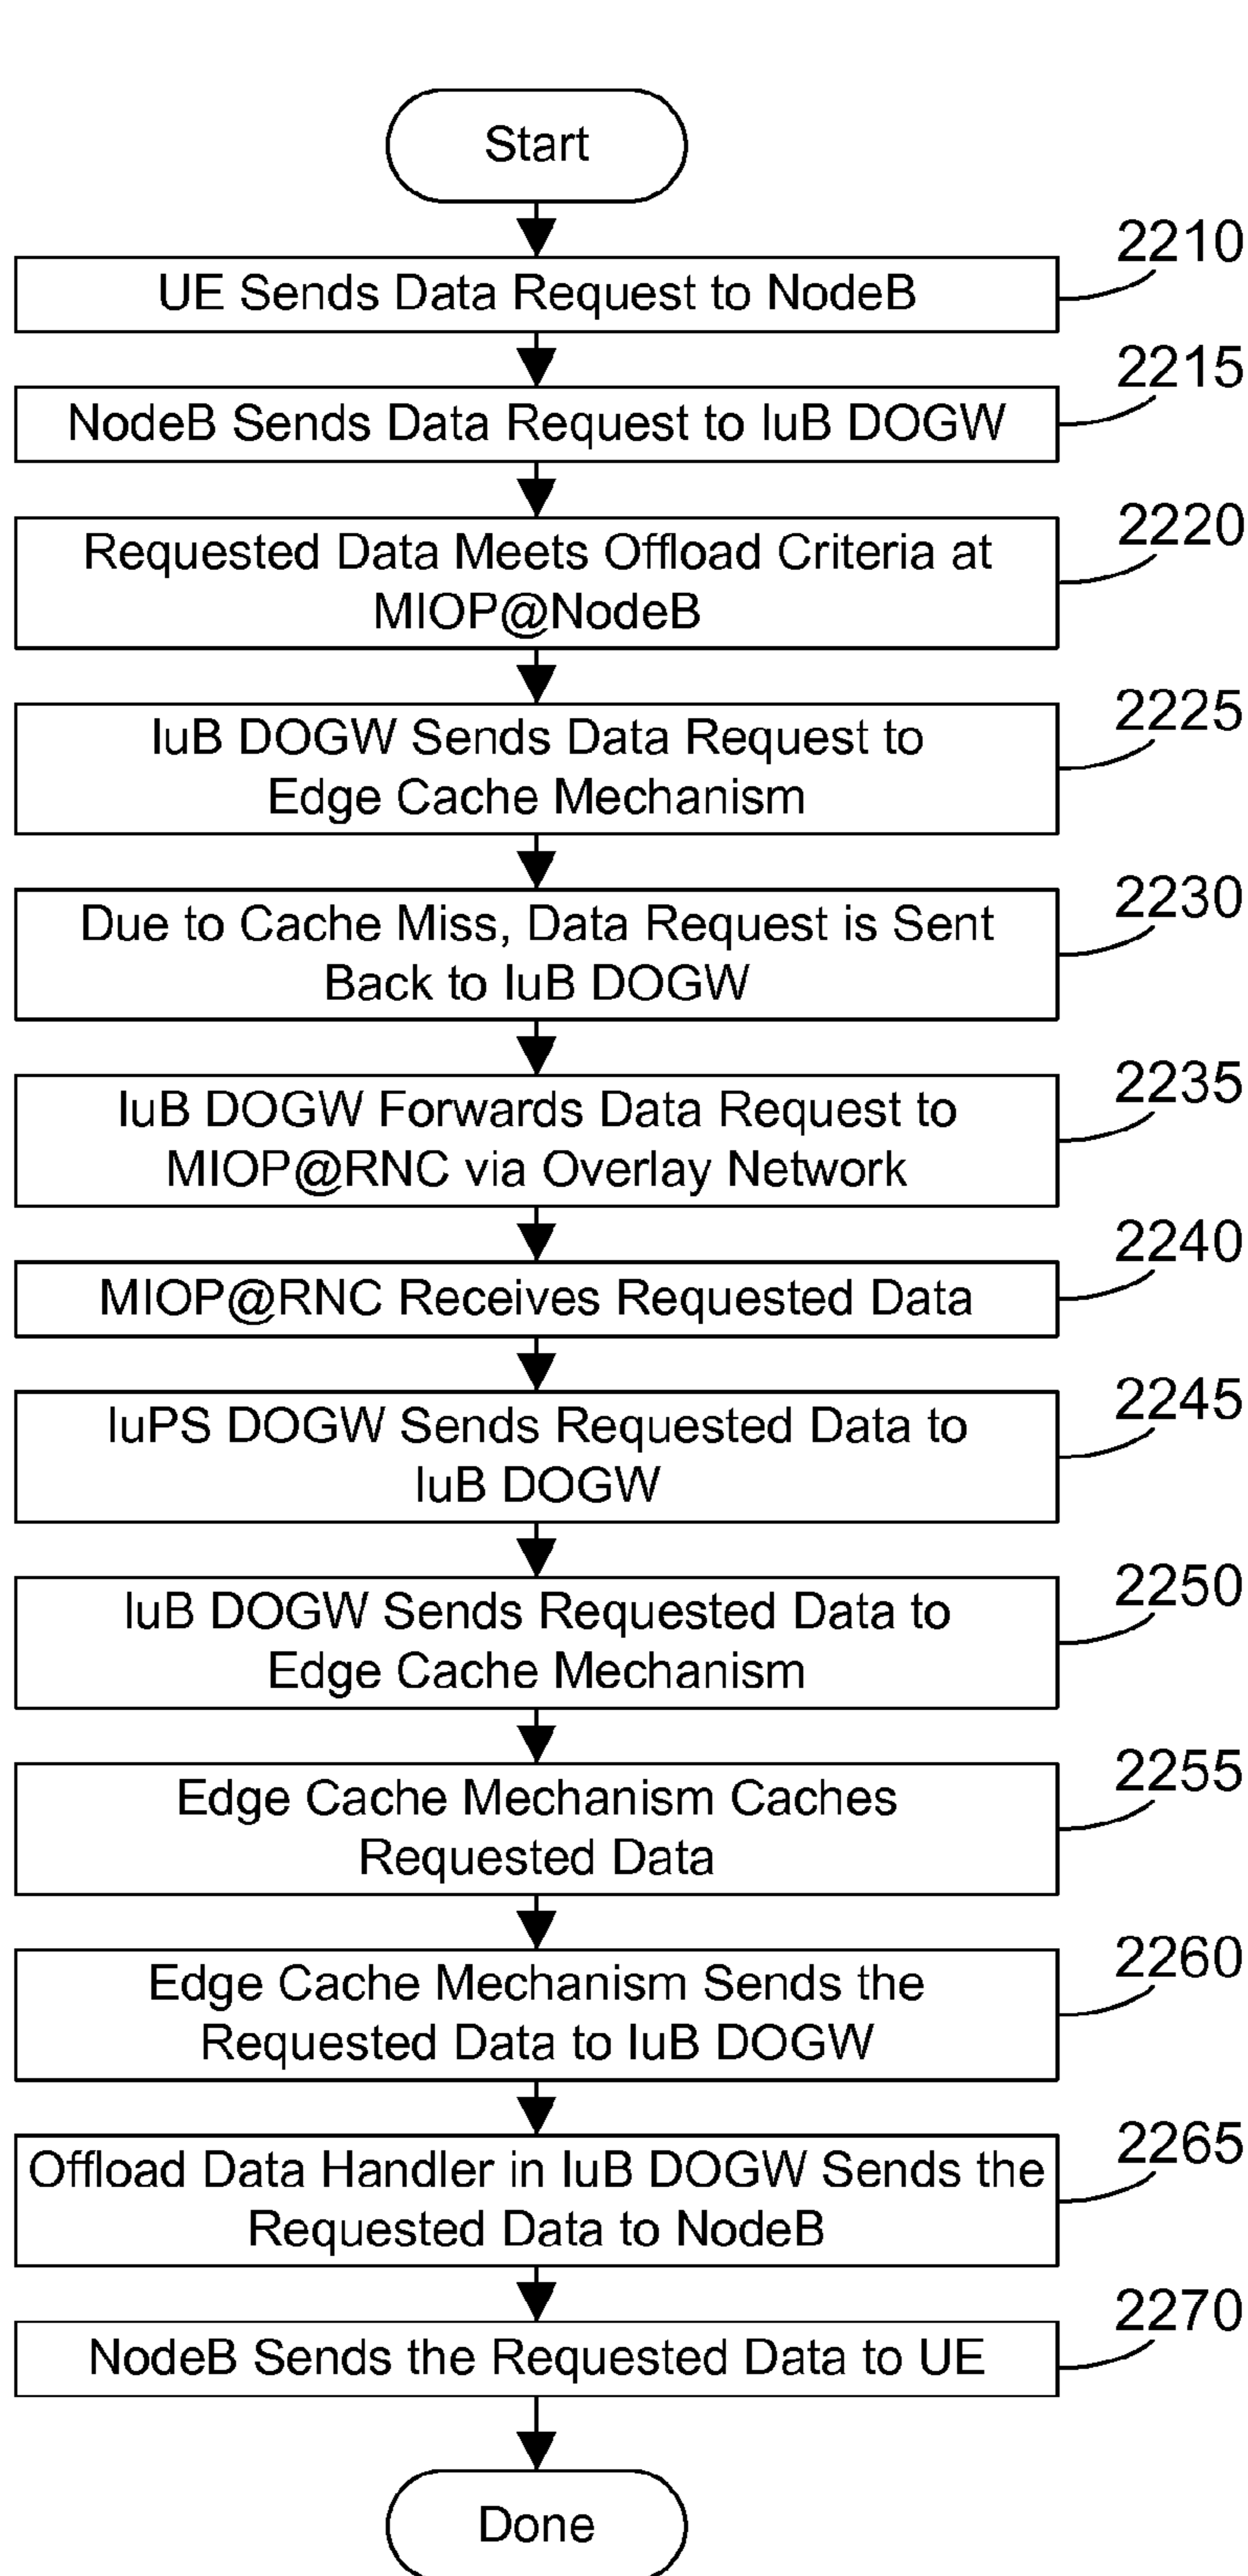 Start
2210
UE Sends Data Request to NodeB
2215
NodeB Sends Data Request to IuB DOGW
2220
Requested Data Meets Offload Criteria at
MIOP@NodeB
2225
IuB DOGW Sends Data Request to
Edge Cache Mechanism
2230
Due to Cache Miss, Data Request is Sent
Back to IuB DOGW
2235
IuB DOGW Forwards Data Request to
MIOP@RNC via Overlay Network
2240
MIOP@RNC Receives Requested Data
2245
IuPS DOGW Sends Requested Data to
IuB DOGW
2250
IuB DOGW Sends Requested Data to
Edge Cache Mechanism
2255
Edge Cache Mechanism Caches
Requested Data
2260
Edge Cache Mechanism Sends the
Requested Data to IuB DOGW
2265
Offload Data Handler in IuB DOGW Sends the
Requested Data to NodeB
2270
NodeB Sends the Requested Data to UE
Done